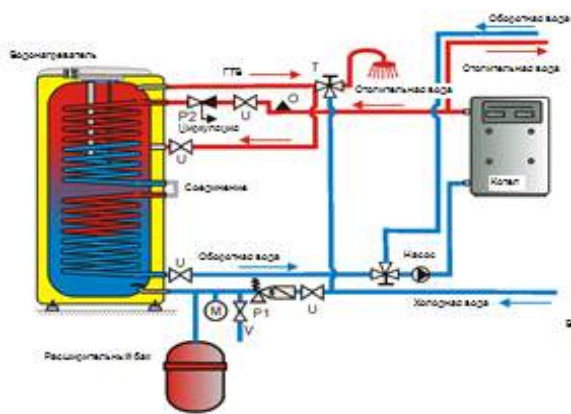 Оборотная вода
Водонагреватель
ГТВ
T
Отопительная вода
Отопительная вода
P2
U
O
Циркуляция
U
Котел
Соединение
Насос
U
Оборотная вода
M
V
P1
U
Холодная вода
Расширительный бак